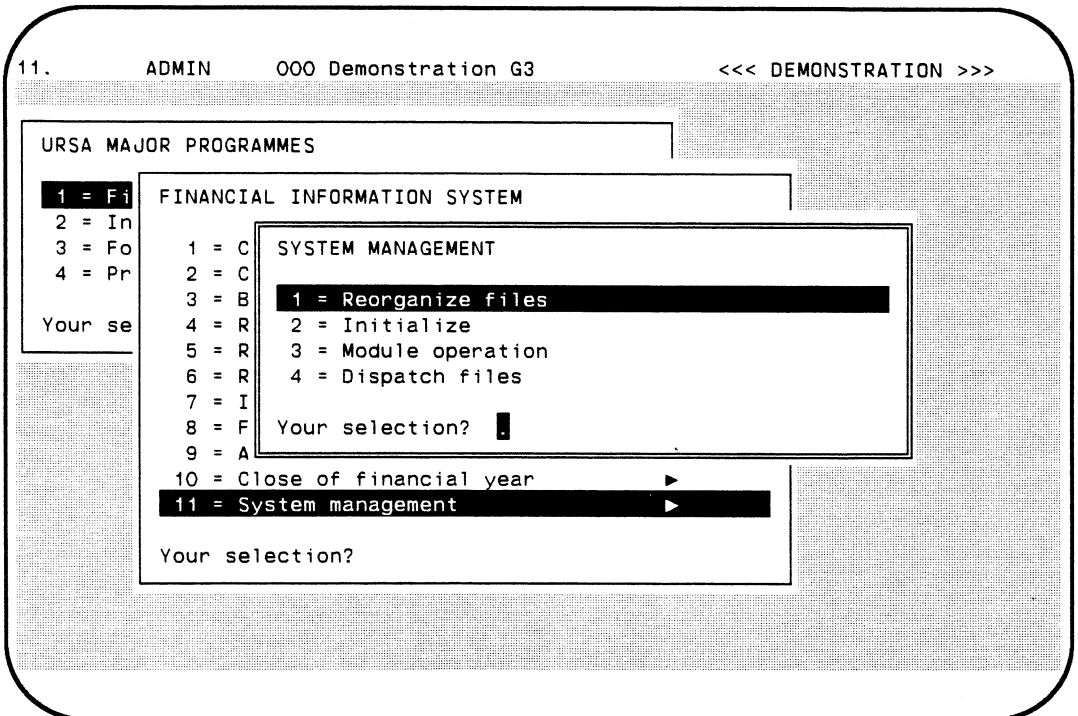 11. ADMIN 000 Demonstration G3 <<< DEMONSTRATION >>>
URSA MAJOR PROGRAMMES
1 = Fi
2 = In
3 = Fo
4 = Pr
Your se
FINANCIAL INFORMATION SYSTEM
1 = C
2 = C
3 = B
4 = R
5 = R
6 = R
7 = I
8 = F
9 = A
10 = Close of financial year ►
11 = System management ►
Your selection?
SYSTEM MANAGEMENT
1 = Reorganize files
2 = Initialize
3 = Module operation
4 = Dispatch files
Your selection? .